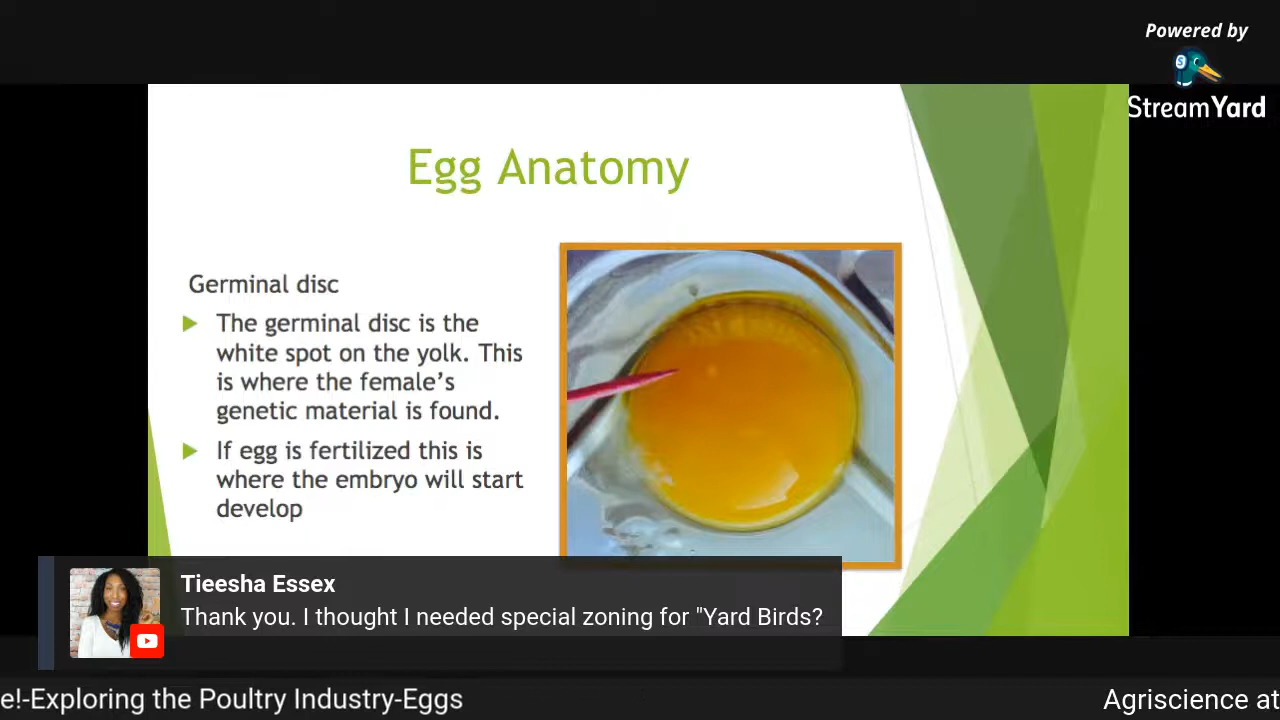 Powered by
StreamYard
Egg Anatomy
Germinal disc
The germinal disc is the
white spot on the yolk. This
is where the female's
genetic material is found.
If egg is fertilized this is
where the embryo will start
develop
Tieesha Essex
Thank you. I thought I needed special zoning for "Yard Birds?
e!-Exploring the Poultry Industry-Eggs
Agriscience at